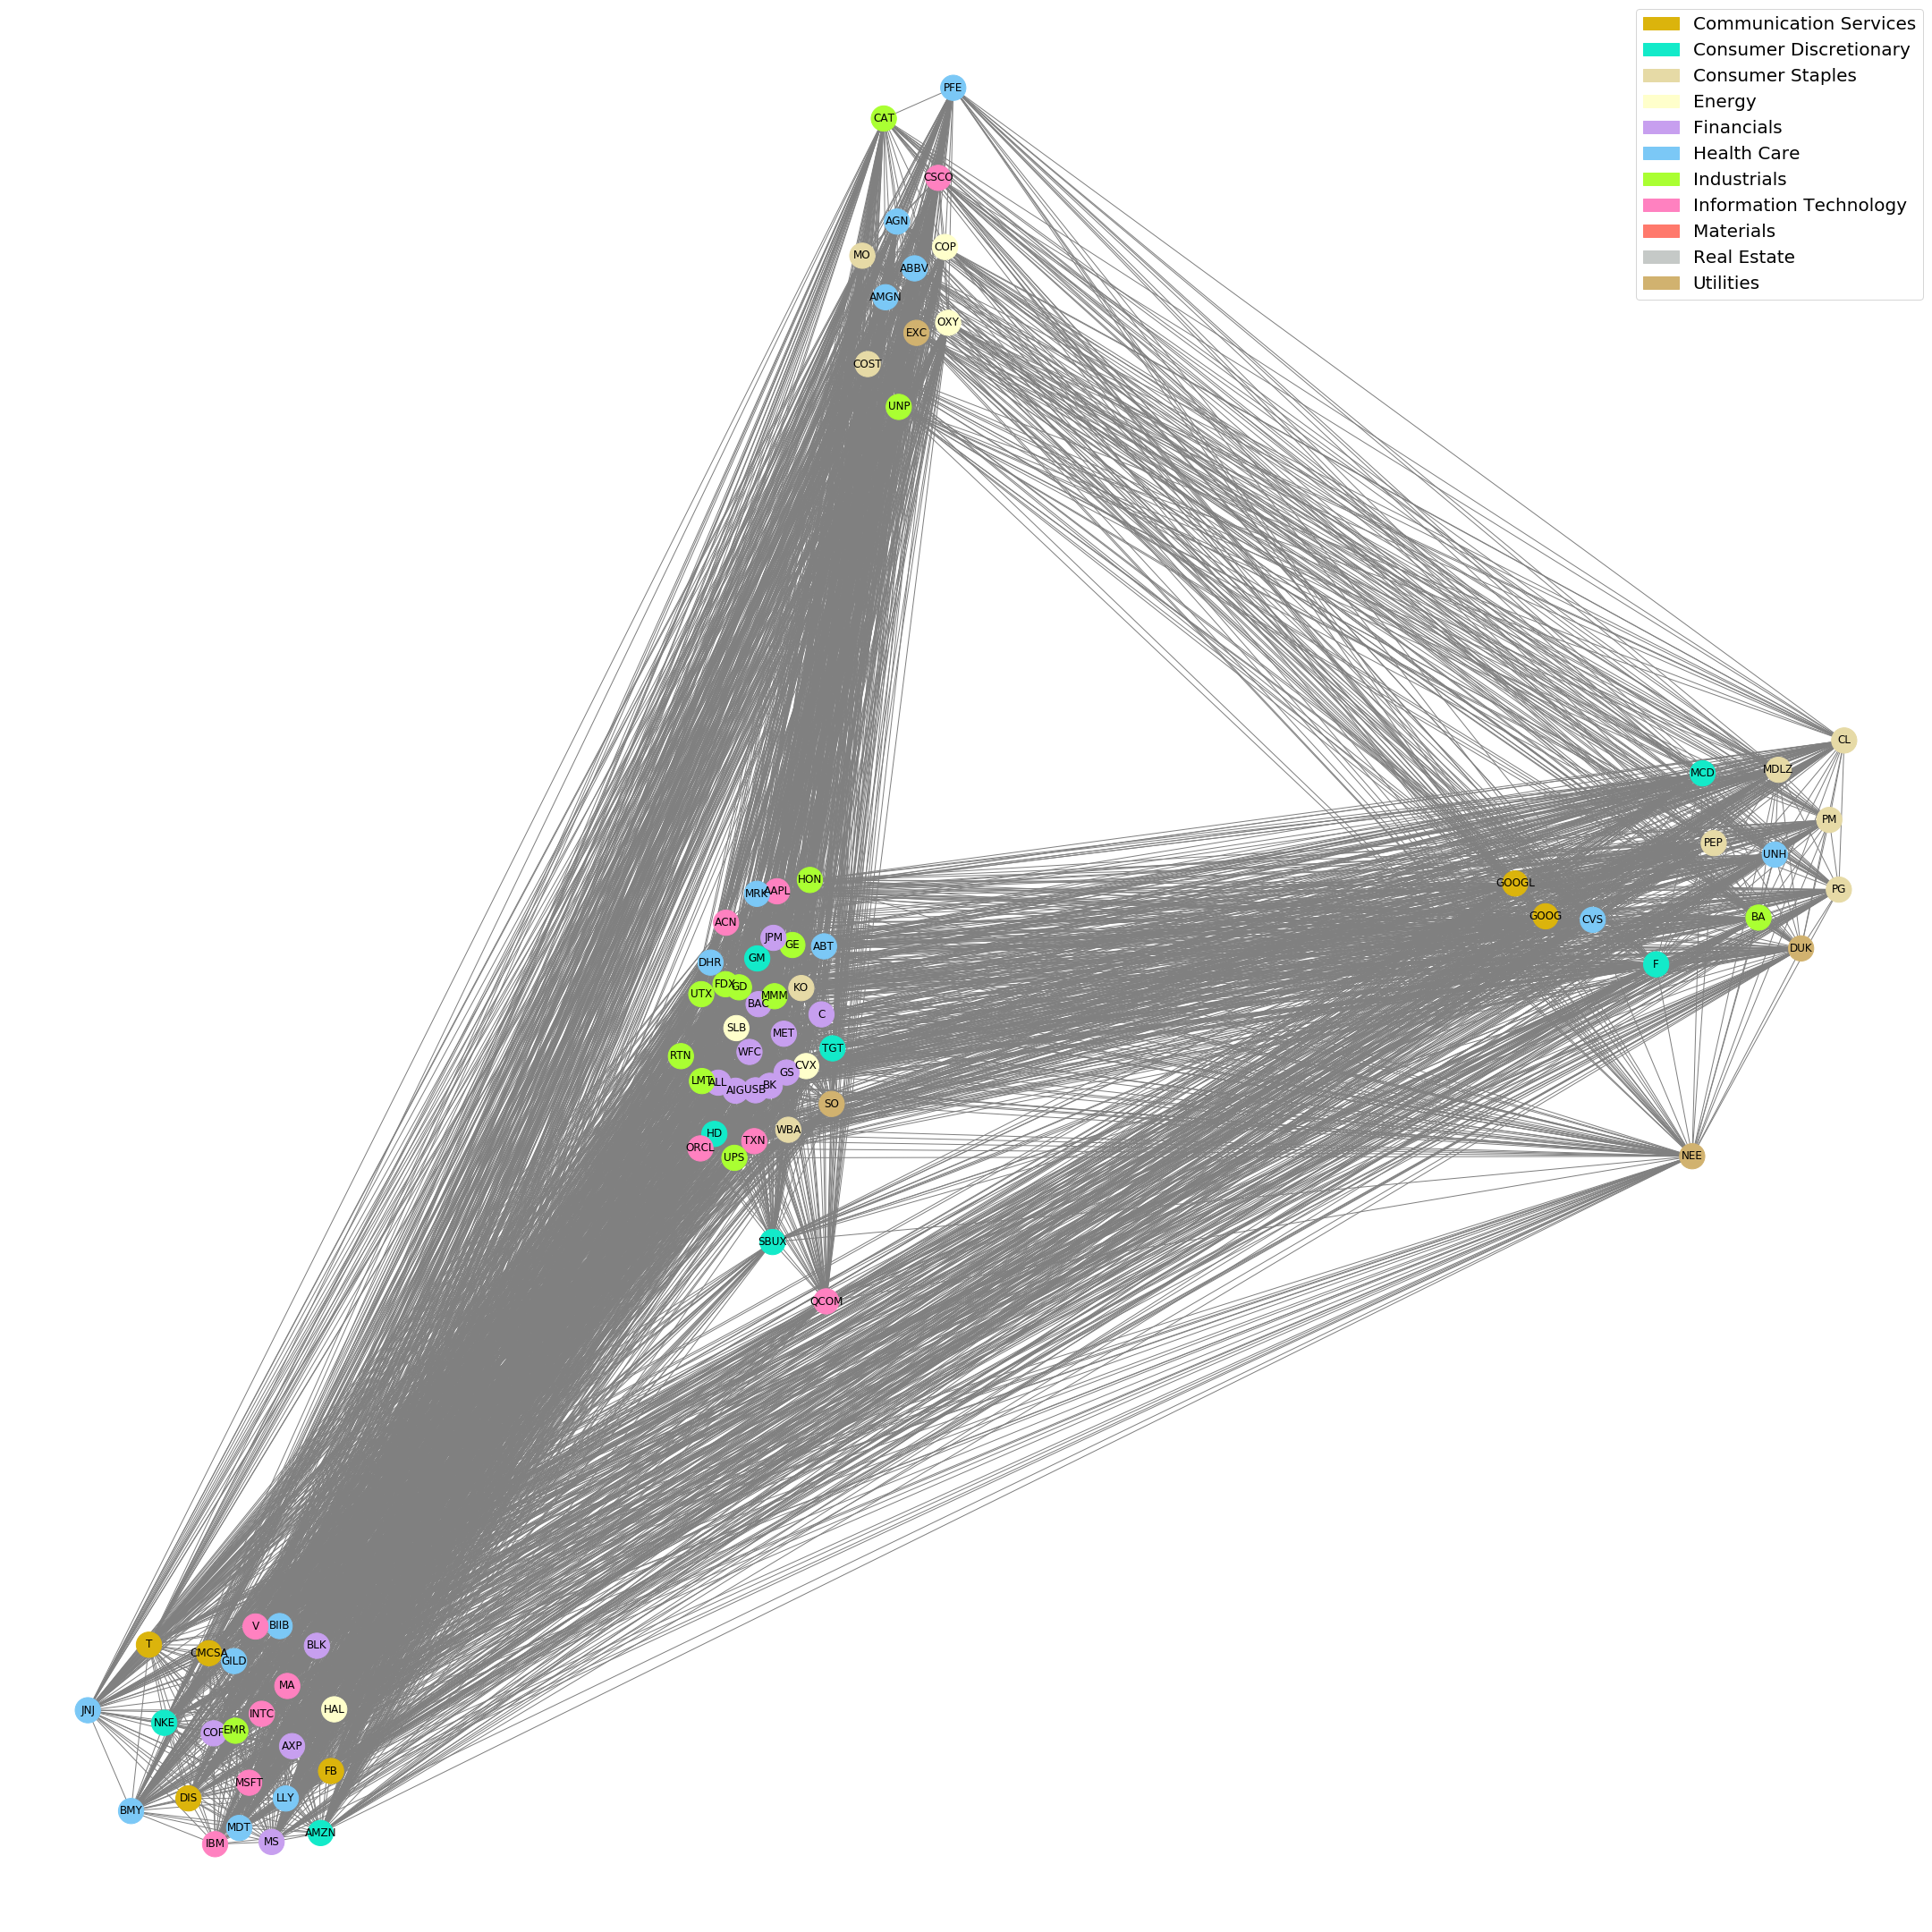 Communication Services
Consumer Discretionary
Consumer Staples
Energy
Financials
Health Care
Industrials
Information Technology
Materials
Real Estate
Utilities
PFE
CAT
CSCO
AGN
COP
MO
ABBV
AMGN
OXY
EXC
COST
UNP
CL
MDLZ
MCD
PM
PEP
UNH
GOOGL
PG
GOOG
CVS
BA
DUK
F
NEE
HON
MRK
AAPL
ACN
JPM
GE
ABT
GM
DHR
FDX
GD
KO
UTX
MMM
BAC
C
SLB
MET
TGT
WFC
RTN
CVX
GS
LMT
ALL
BK
AIG
USB
SO
WBA
HD
TXN
ORCL
UPS
SBUX
QCOM
V
BIIB
T
BLK
CMCSA
GILD
MA
JNJ
HAL
INTC
NKE
EMR
COF
AXP
FB
MSFT
DIS
LLY
BMY
MDT
AMZN
MS
IBM